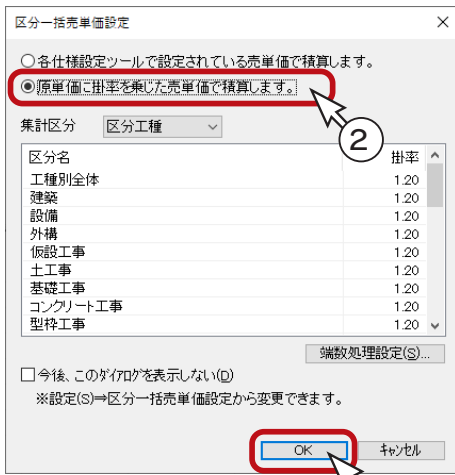 区分一括売単価設定
○各仕様設定ツールで設定されている売単価で積算します。
◉原単価に掛率を乗じた売単価で積算します。
②
集計区分 区分工種
区分名 掛率
工種別全体 1.20
建築 1.20
設備 1.20
外構 1.20
仮設工事 1.20
土工事 1.20
基礎工事 1.20
コンクリート工事 1.20
型枠工事 1.20
端数処理設定(S)...
□今後、このダイアログを表示しない(D)
※設定(S)⇒区分一括売単価設定から変更できます。
OK キャンセル